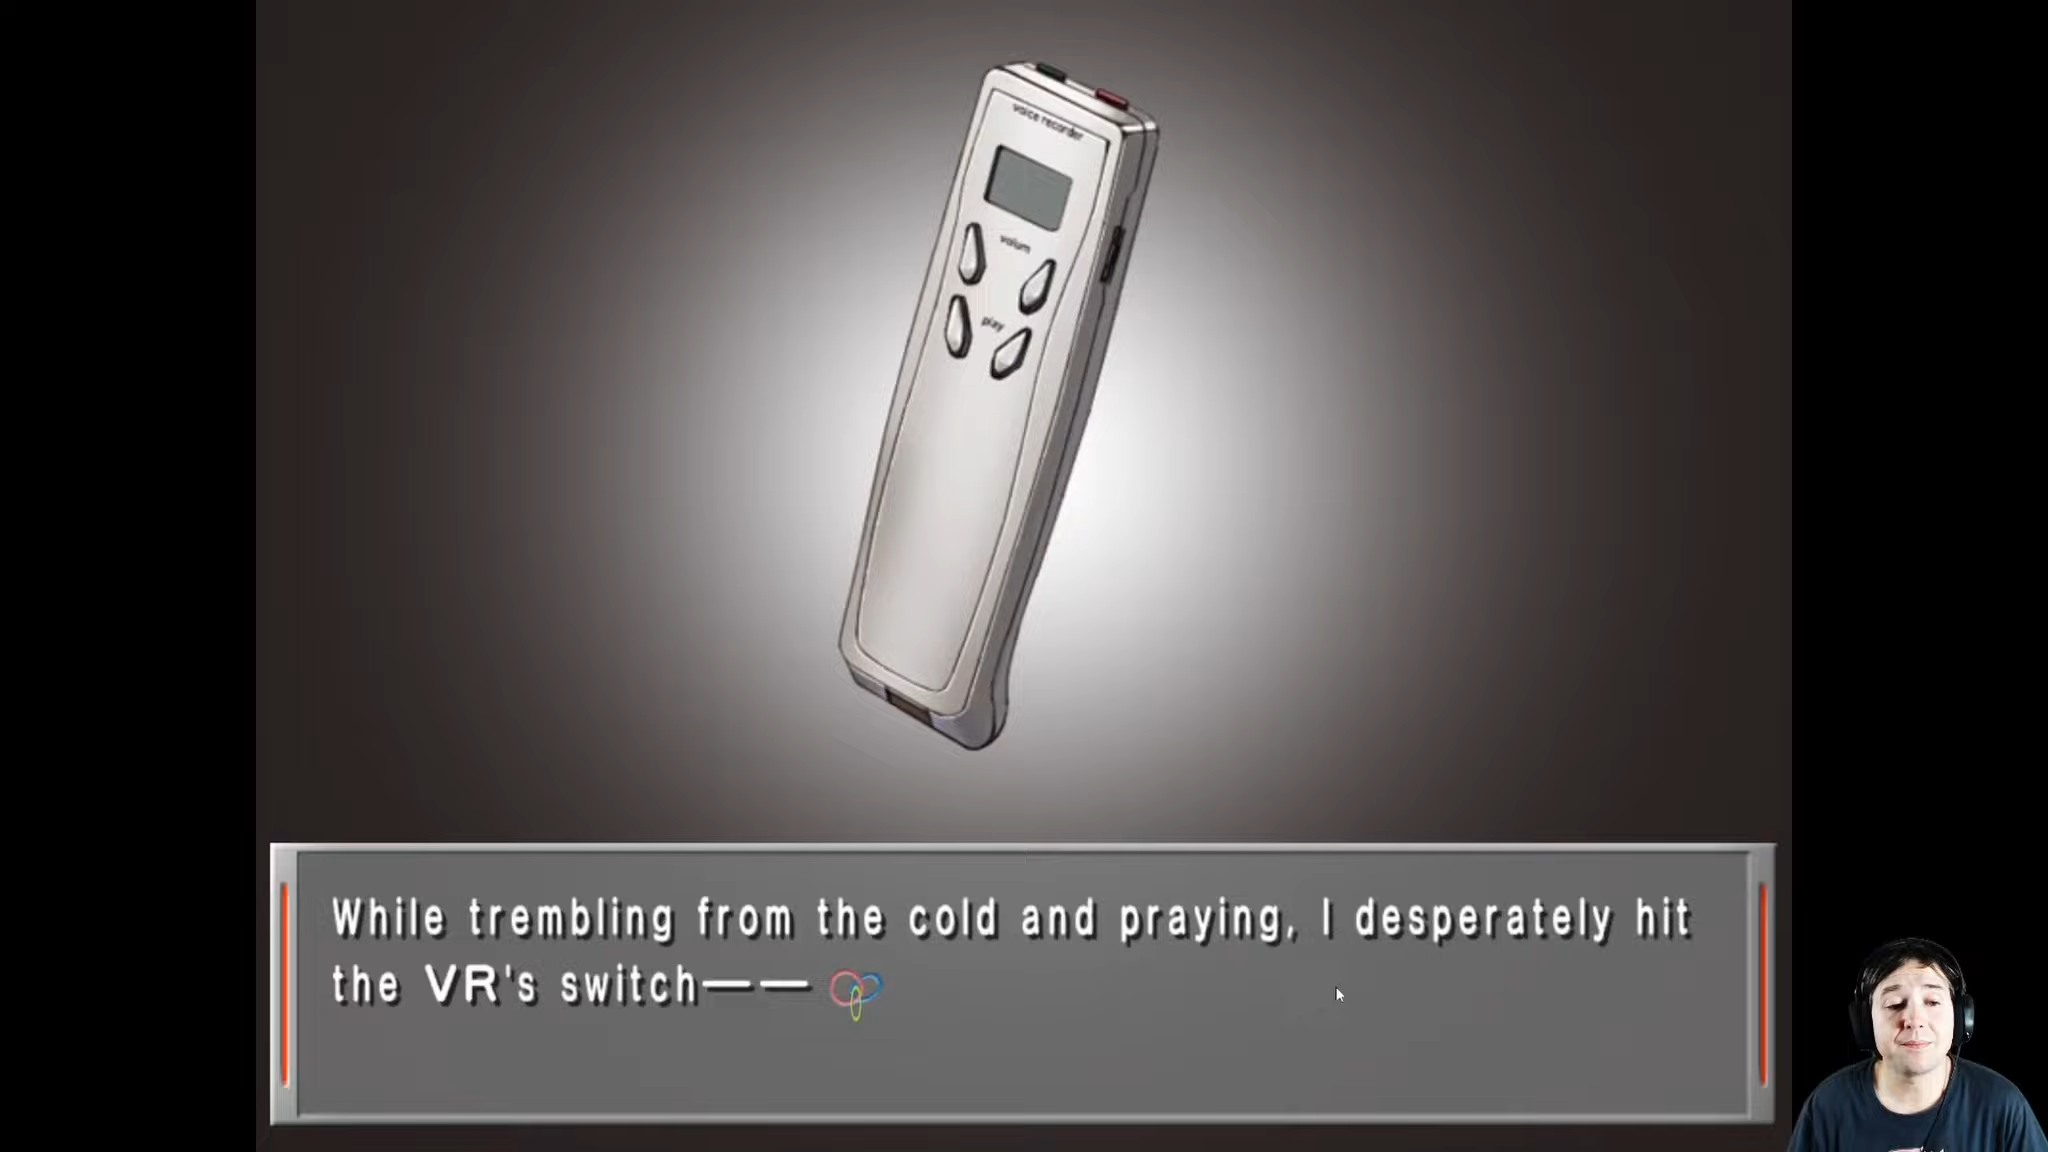 voice recorder
volum
play
While trembling from the cold and praying, I desperately hit
the VR's switch——